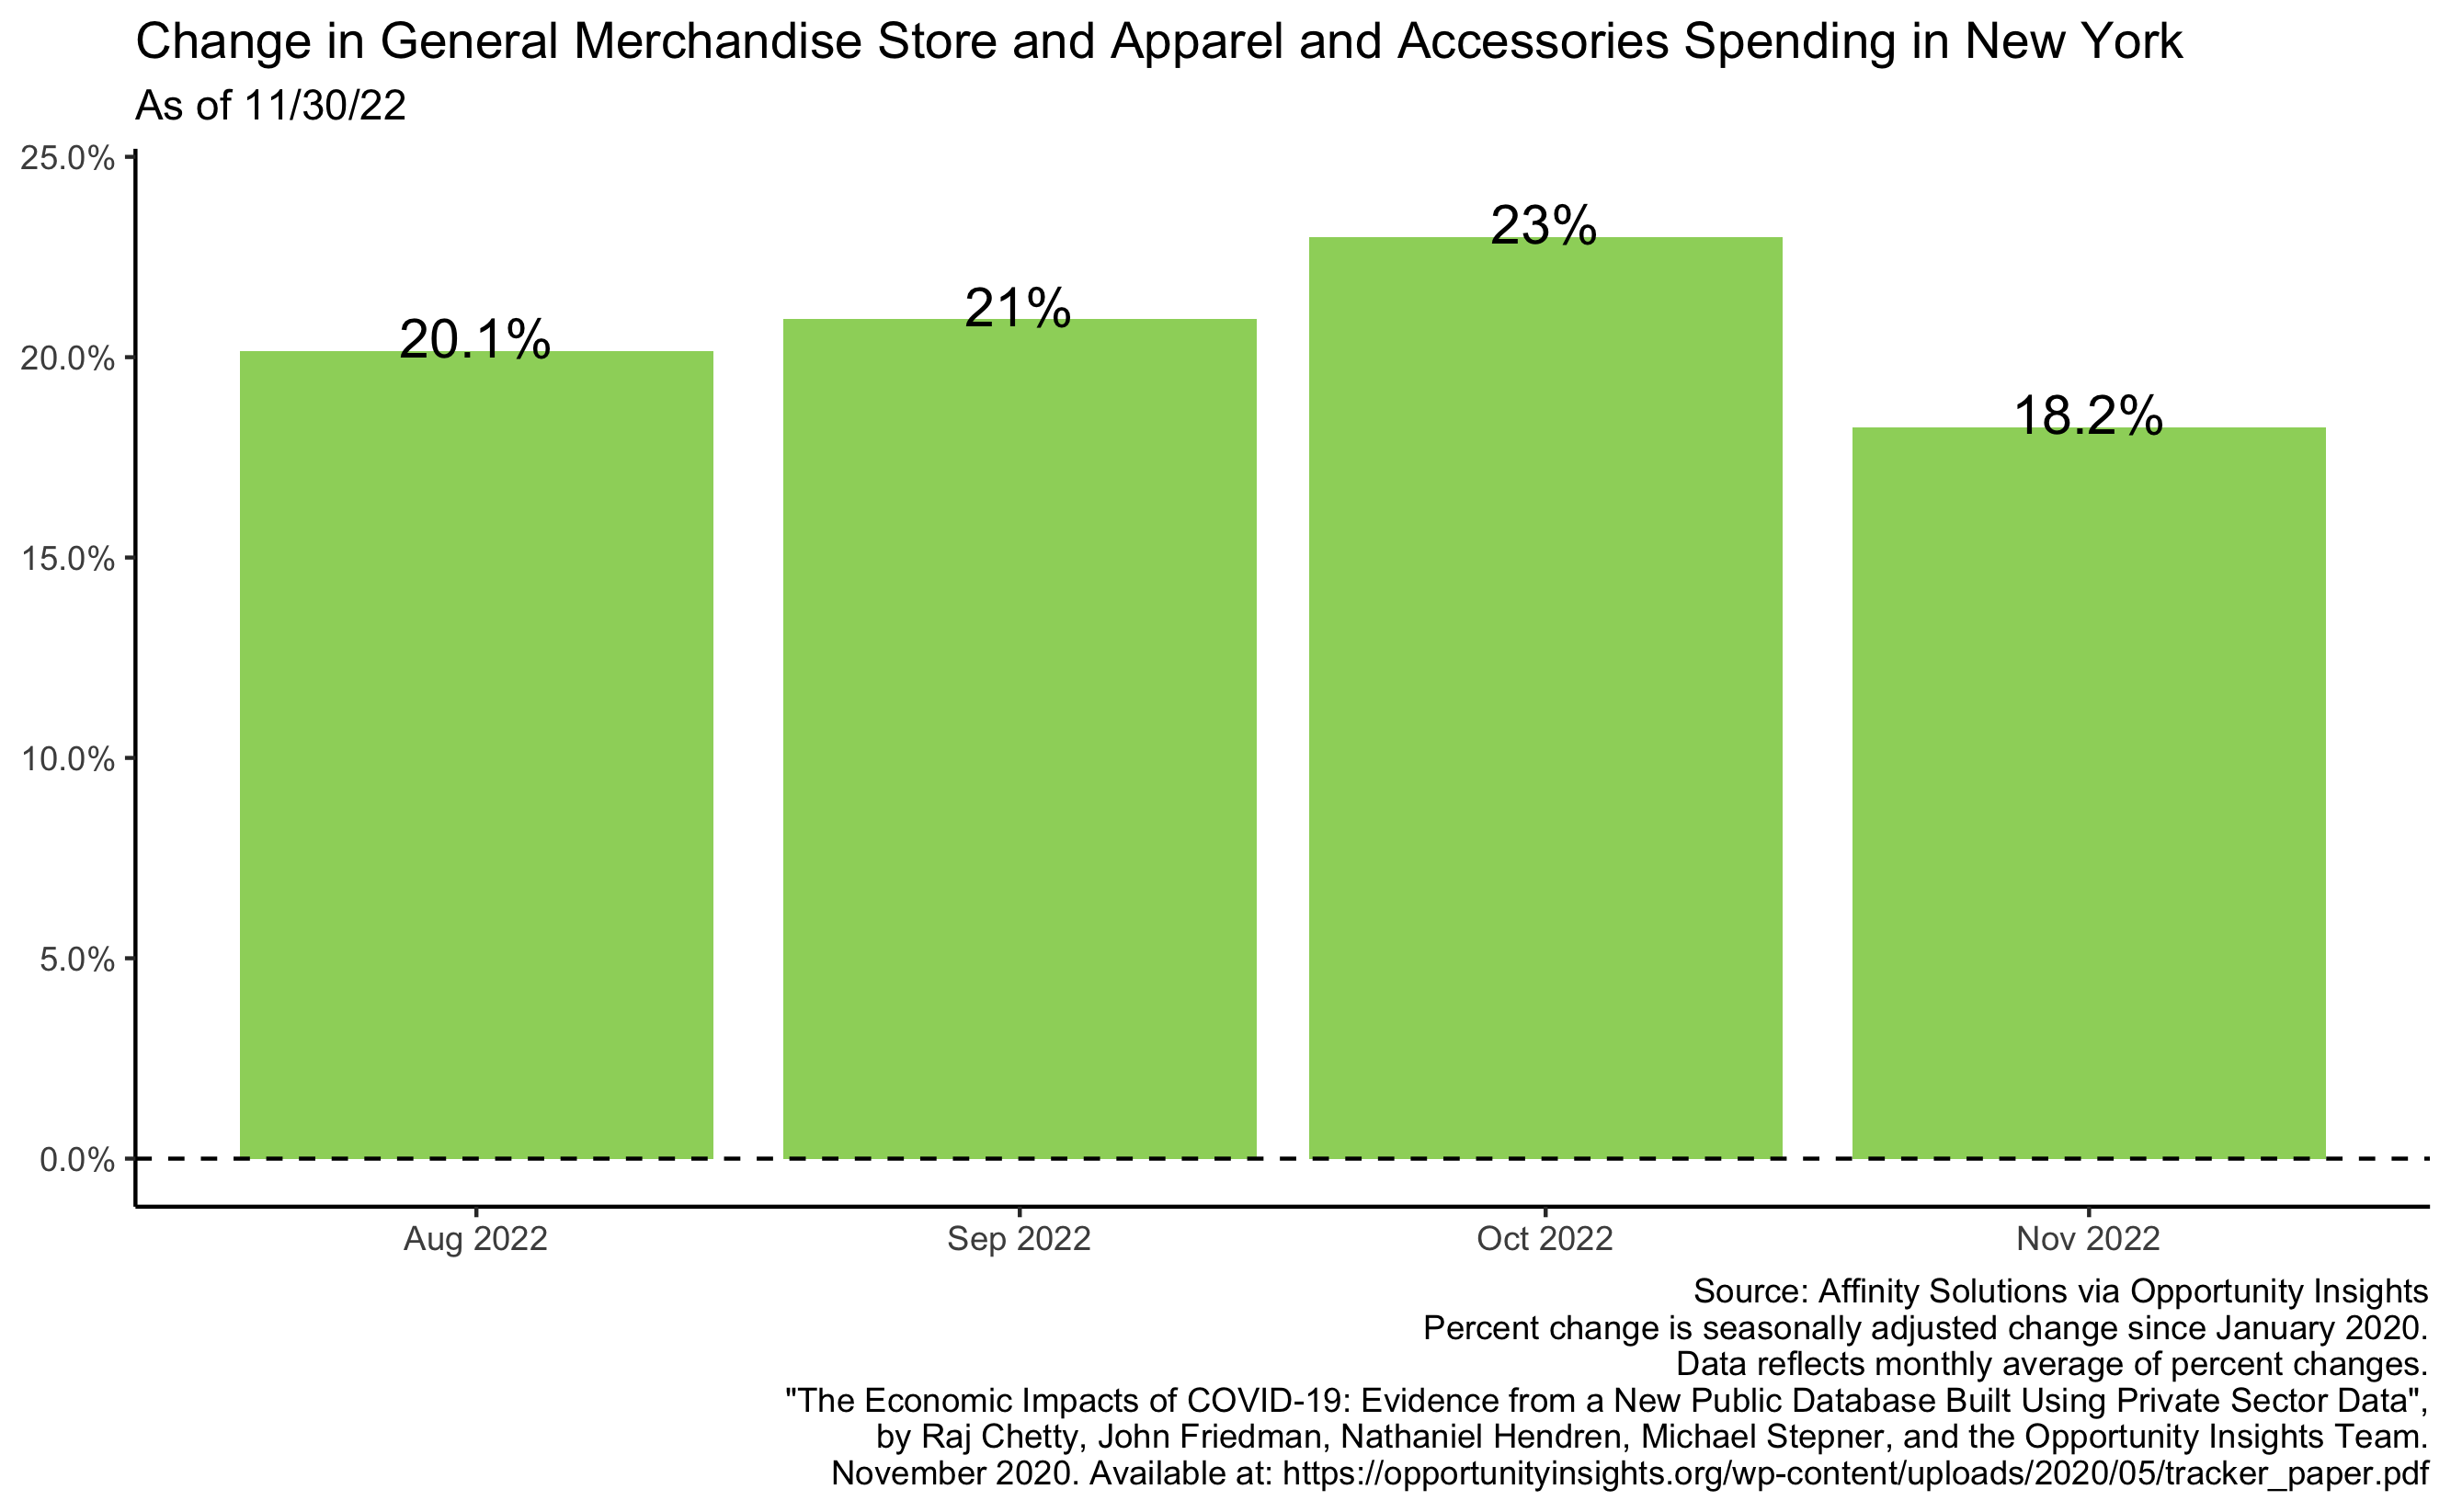 Change in General Merchandise Store and Apparel and Accessories Spending in New York
As of 11/30/22
25.0%
20.0%
15.0%
10.0%
5.0%
0.0%
20.1%
21%
23%
18.2%
Aug 2022
Sep 2022
Oct 2022
Nov 2022
Source: Affinity Solutions via Opportunity Insights
Percent change is seasonally adjusted change since January 2020.
Data reflects monthly average of percent changes.
"The Economic Impacts of COVID-19: Evidence from a New Public Database Built Using Private Sector Data",
by Raj Chetty, John Friedman, Nathaniel Hendren, Michael Stepner, and the Opportunity Insights Team.
November 2020. Available at: https://opportunityinsights.org/wp-content/uploads/2020/05/tracker_paper.pdf